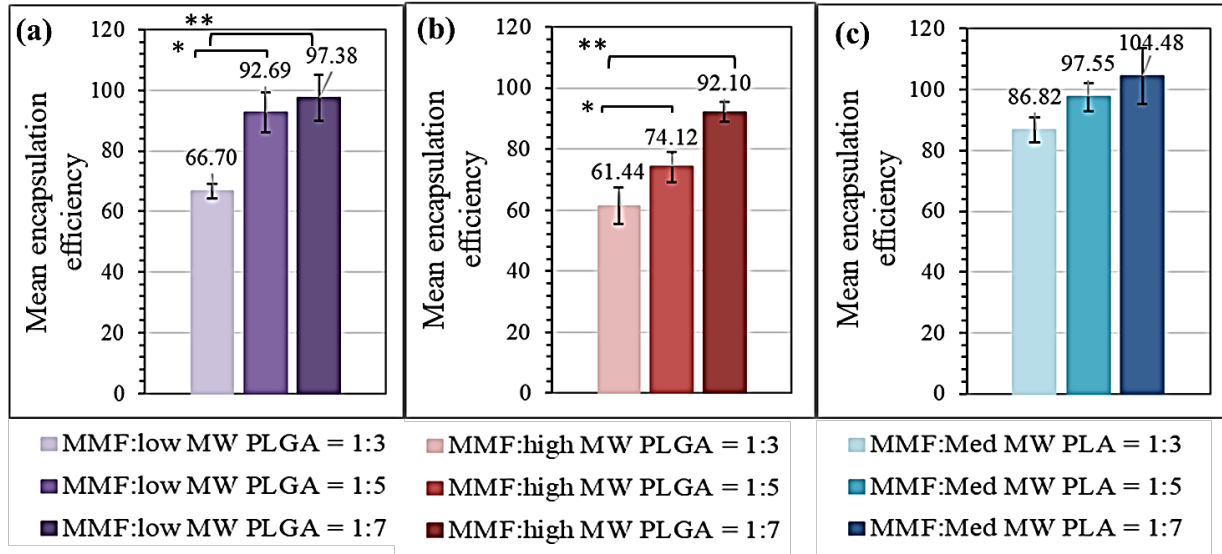 (a)
**
*
120
100
80
60
40
20
0
Mean encapsulation
efficiency
66.70
92.69
97.38
MMF:low MW PLGA = 1:3
MMF:low MW PLGA = 1:5
MMF:low MW PLGA = 1:7
(b)
**
*
120
100
80
60
40
20
0
Mean encapsulation
efficiency
61.44
74.12
92.10
MMF:high MW PLGA = 1:3
MMF:high MW PLGA = 1:5
MMF:high MW PLGA = 1:7
(c)
120
100
80
60
40
20
0
Mean encapsulation
efficiency
86.82
97.55
104.48
MMF:Med MW PLA = 1:3
MMF:Med MW PLA = 1:5
MMF:Med MW PLA = 1:7